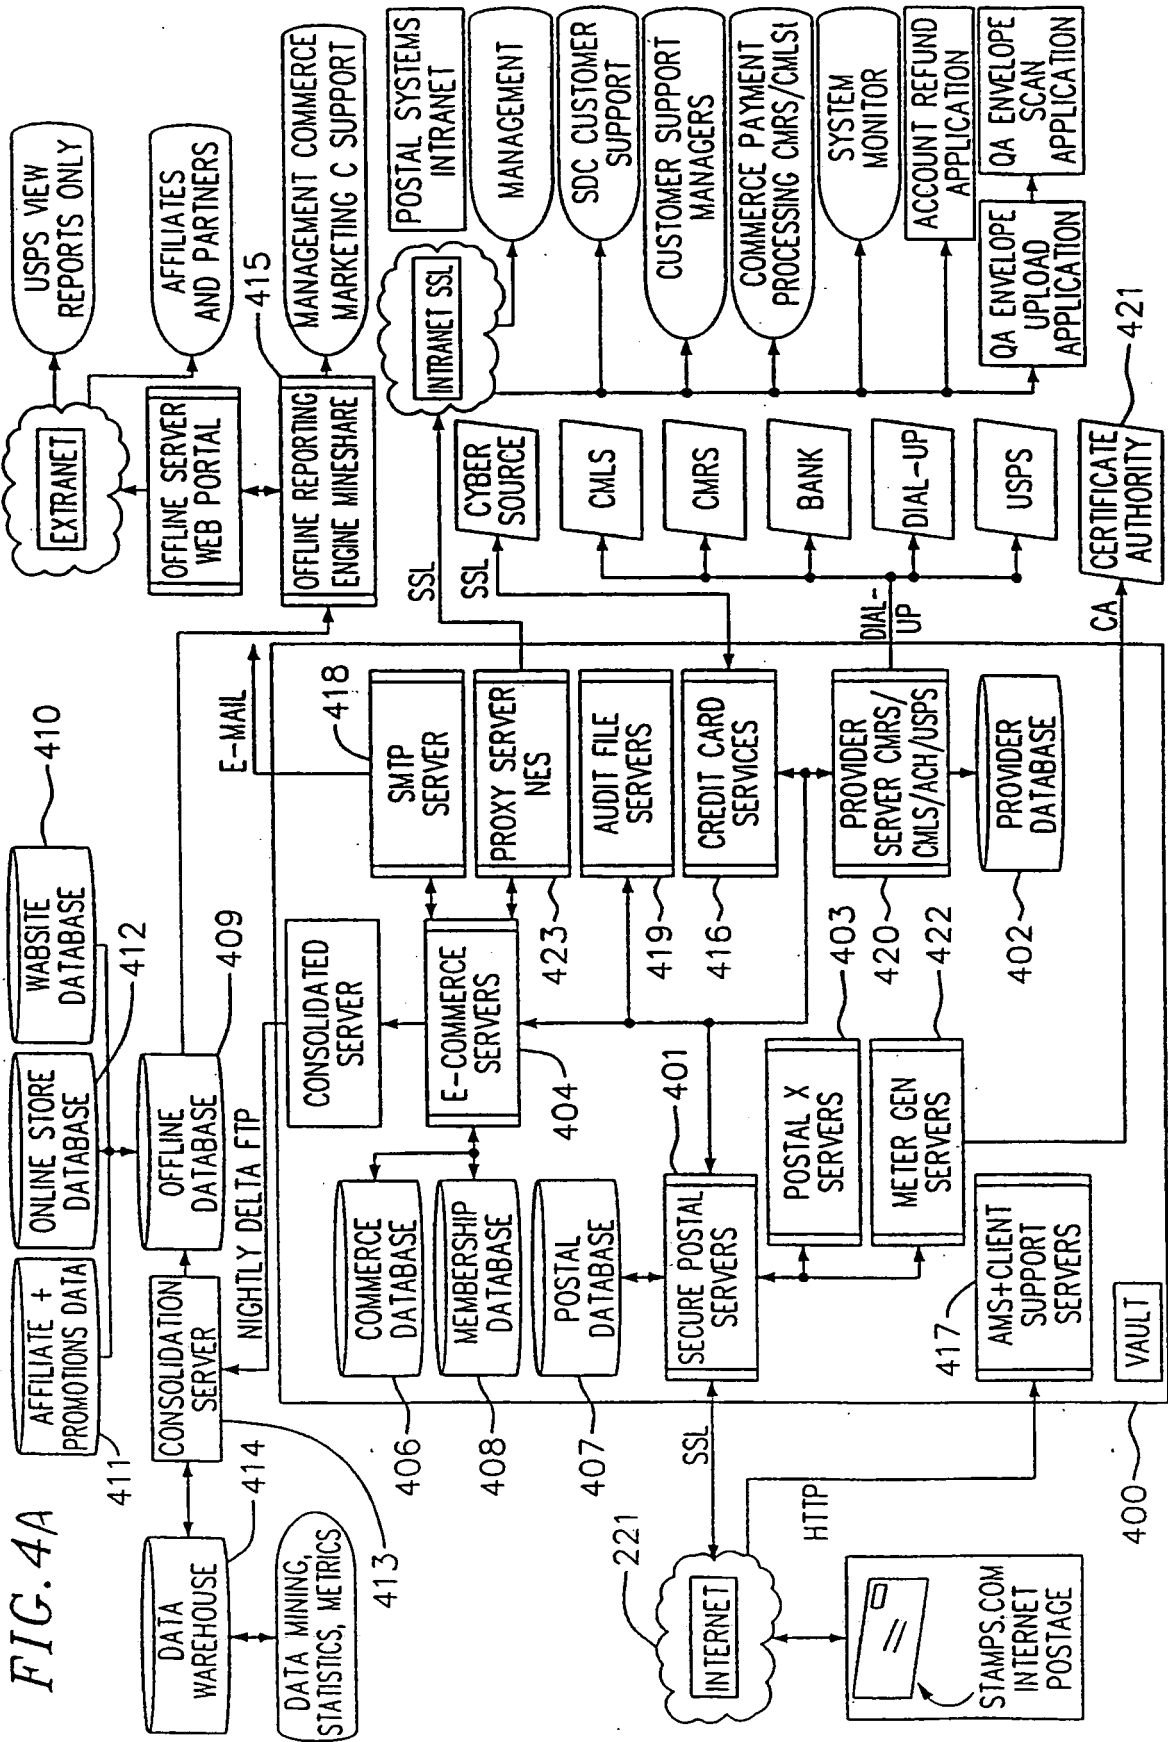 FIG. 4A
AFFILIATE +
PROMOTIONS DATA
411
ONLINE STORE
DATABASE
412
WABSITE
DATABASE
410
DATA
WAREHOUSE
414
CONSOLIDATION
SERVER
413
OFFLINE
DATABASE
409
DATA MINING,
STATISTICS, METRICS
NIGHTLY DELTA FTP
E-MAIL
EXTRANET
USPS VIEW
REPORTS ONLY
AFFILIATES
AND PARTNERS
OFFLINE SERVER
WEB PORTAL
415
OFFLINE REPORTING
ENGINE MINESHARE
MANAGEMENT COMMERCE
MARKETING C SUPPORT
CONSOLIDATED
SERVER
COMMERCE
DATABASE
406
MEMBERSHIP
DATABASE
408
E-COMMERCE
SERVERS
404
SMTP
SERVER
418
PROXY SERVER
NES
423
SSL
SSL
INTRANET SSL
POSTAL SYSTEMS
INTRANET
MANAGEMENT
SDC CUSTOMER
SUPPORT
CUSTOMER SUPPORT
MANAGERS
COMMERCE PAYMENT
PROCESSING CMRS/CMLSI
SYSTEM
MONITOR
ACCOUNT REFUND
APPLICATION
QA ENVELOPE
UPLOAD
APPLICATION
QA ENVELOPE
SCAN
APPLICATION
POSTAL
DATABASE
407
AUDIT FILE
SERVERS
419
CREDIT CARD
SERVICES
416
CYBER
SOURCE
CMLS
CMRS
BANK
DIAL-UP
USPS
SECURE POSTAL
SERVERS
401
POSTAL X
SERVERS
403
PROVIDER
SERVER CMRS/
CMLS/ACH/USPS
420
DIAL-
UP
METER GEN
SERVERS
422
PROVIDER
DATABASE
402
AMS+CLIENT
SUPPORT
SERVERS
417
CA
CERTIFICATE
AUTHORITY
421
VAULT
400
SSL
HTTP
INTERNET
221
STAMPS.COM
INTERNET
POSTAGE